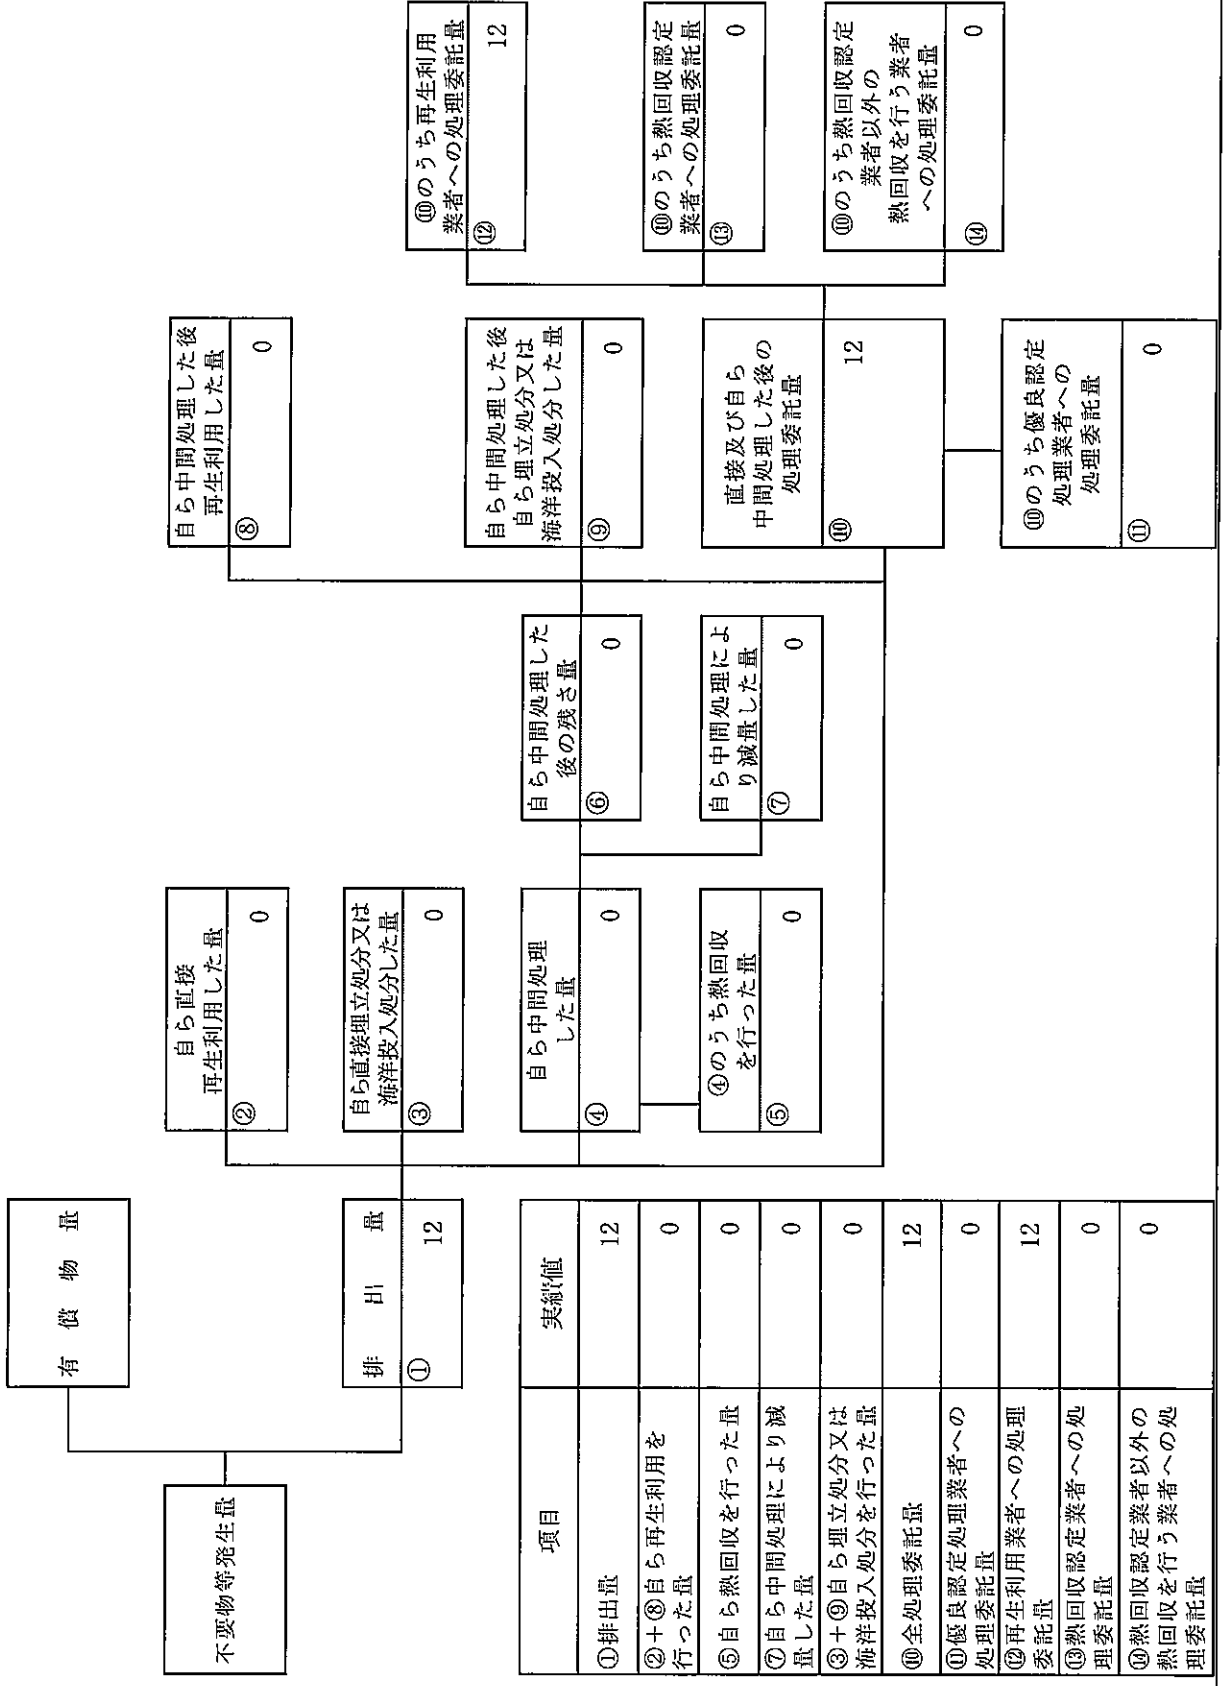 不要物等発生量
有償物量
排出量
①
12
自ら直接
再生利用した量
②
0
自ら直接埋立処分又は
海洋投入処分した量
③
0
自ら中間処理
した量
④
0
④のうち熱回収
を行った量
⑤
0
自ら中間処理した
後の残さ量
⑥
0
自ら中間処理によ
り減量した量
⑦
0
自ら中間処理した後
再生利用した量
⑧
0
自ら中間処理した後
自ら埋立処分又は
海洋投入処分した量
⑨
0
直接及び自ら
中間処理した後の
処理委託量
⑩
12
⑩のうち優良認定
処理業者への
処理委託量
⑪
0
⑩のうち再生利用
業者への処理委託量
⑫
12
⑩のうち熱回収認定
業者への処理委託量
⑬
0
⑩のうち熱回収認定
業者以外の
熱回収を行う業者
への処理委託量
⑭
0
項目 実績値
①排出量 12
②+⑧自ら再生利用を
行った量 0
⑤自ら熱回収を行った量 0
⑦自ら中間処理により減
量した量 0
③+⑨自ら埋立処分又は
海洋投入処分を行った量 0
⑩全処理委託量 12
⑪優良認定処理業者への
処理委託量 0
⑫再生利用業者への処理
委託量 12
⑬熱回収認定業者への処
理委託量 0
⑭熱回収認定業者以外の
熱回収を行う業者への処
理委託量 0